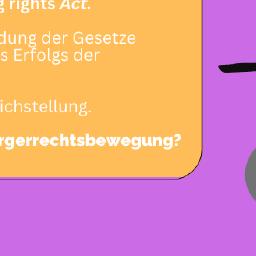 g rights Act.
dung der Gesetze
s Erfolgs der
ichstellung.
rgerrechtsbewegung?